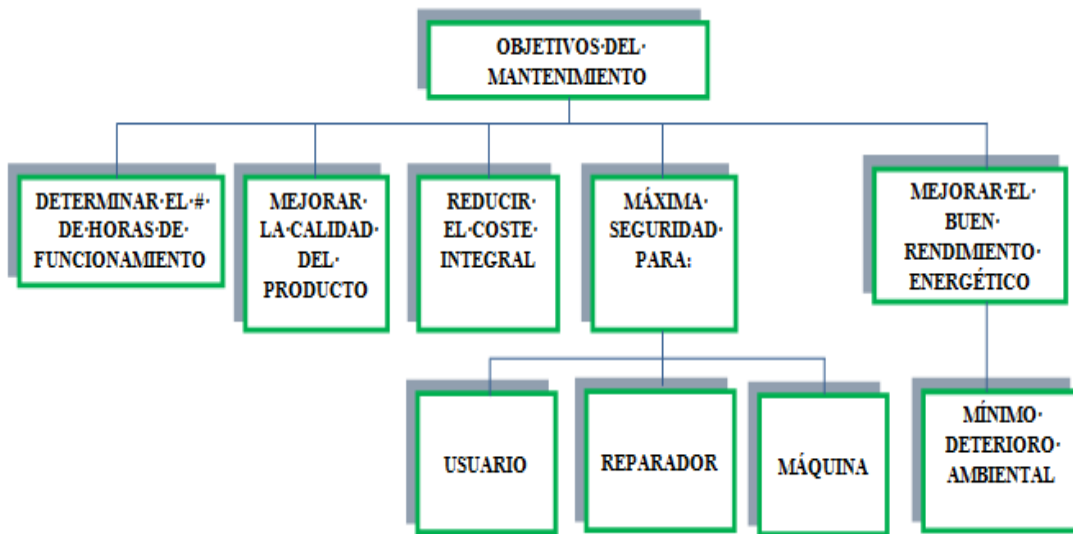 OBJETIVOS·DEL·
MANTENIMIENTO
DETERMINAR·EL·#·
DE·HORAS·DE·
FUNCIONAMIENTO
MEJORAR·
LA·CALIDAD·
DEL·
PRODUCTO
REDUCIR·
EL·COSTE·
INTEGRAL
MÁXIMA·
SEGURIDAD·
PARA:
MEJORAR·EL·
BUEN·
RENDIMIENTO·
ENERGÉTICO
USUARIO
REPARADOR
MÁQUINA
MÍNIMO·
DETERIORO·
AMBIENTAL